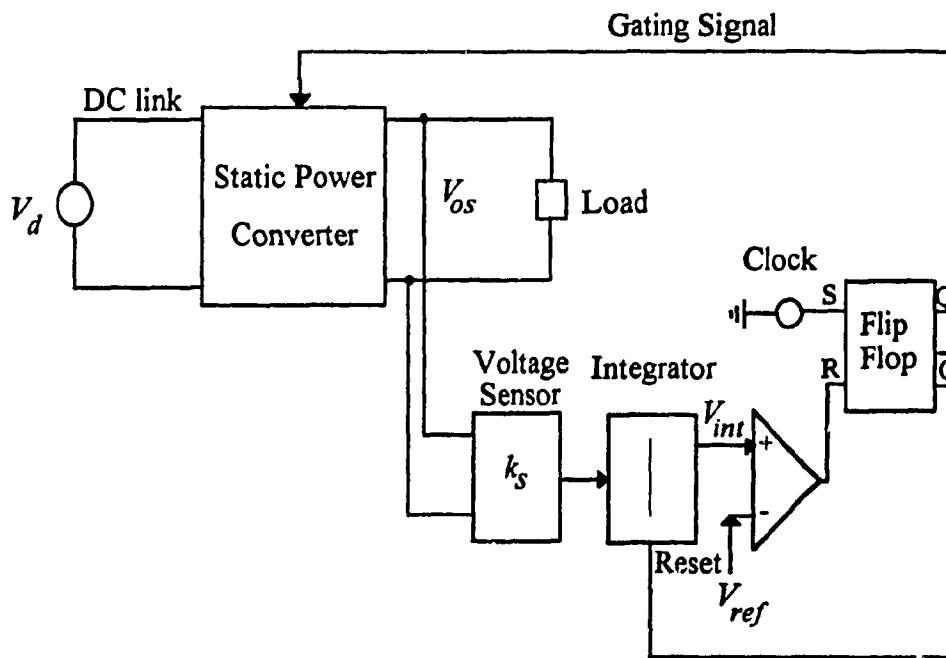 Gating Signal
DC link
Static Power
Converter
V_d
V_os
Load
Clock
S
R
Flip
Flop
Voltage
Sensor
Integrator
k_s
V_int
+
-
Reset
V_ref